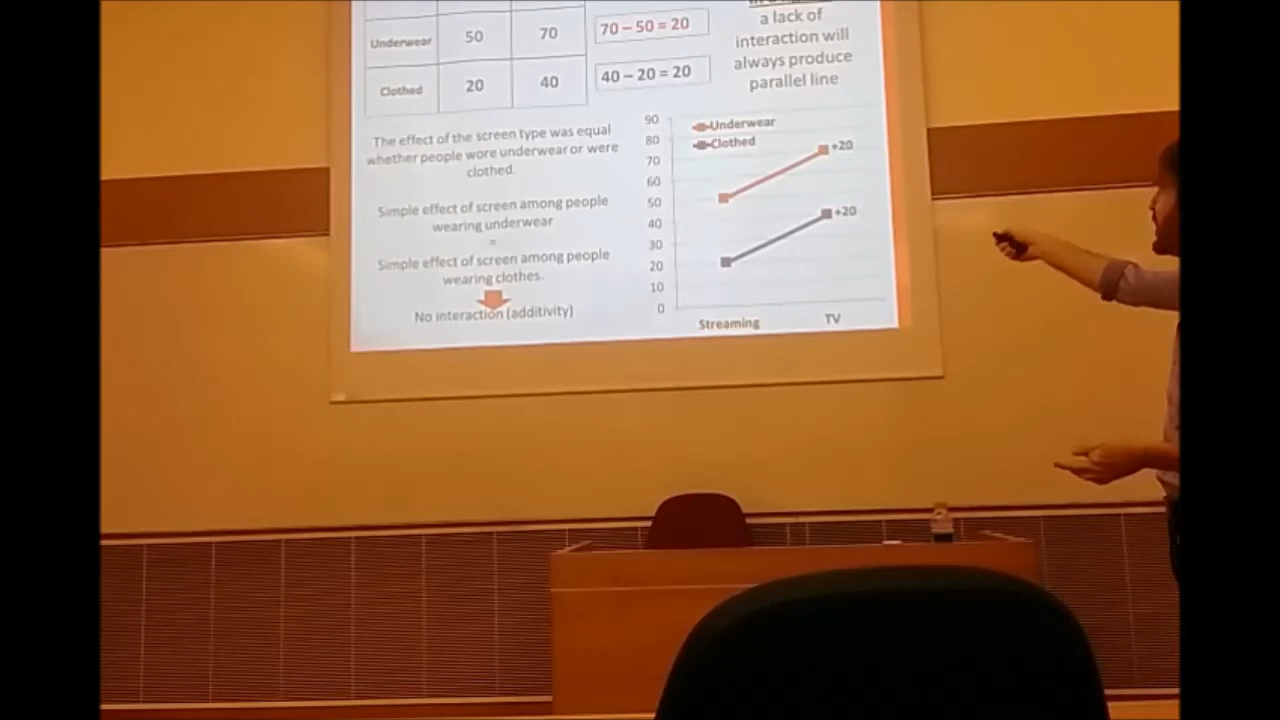 a lack of
interaction will
always produce
parallel line
Underwear 50 70 70 – 50 = 20
Clothed 20 40 40 – 20 = 20
The effect of the screen type was equal
whether people wore underwear or were
clothed.
Simple effect of screen among people
wearing underwear
=
Simple effect of screen among people
wearing clothes.
No interaction (additivity)
90
80
70
60
50
40
30
20
10
0
Underwear
Clothed
+20
+20
Streaming TV